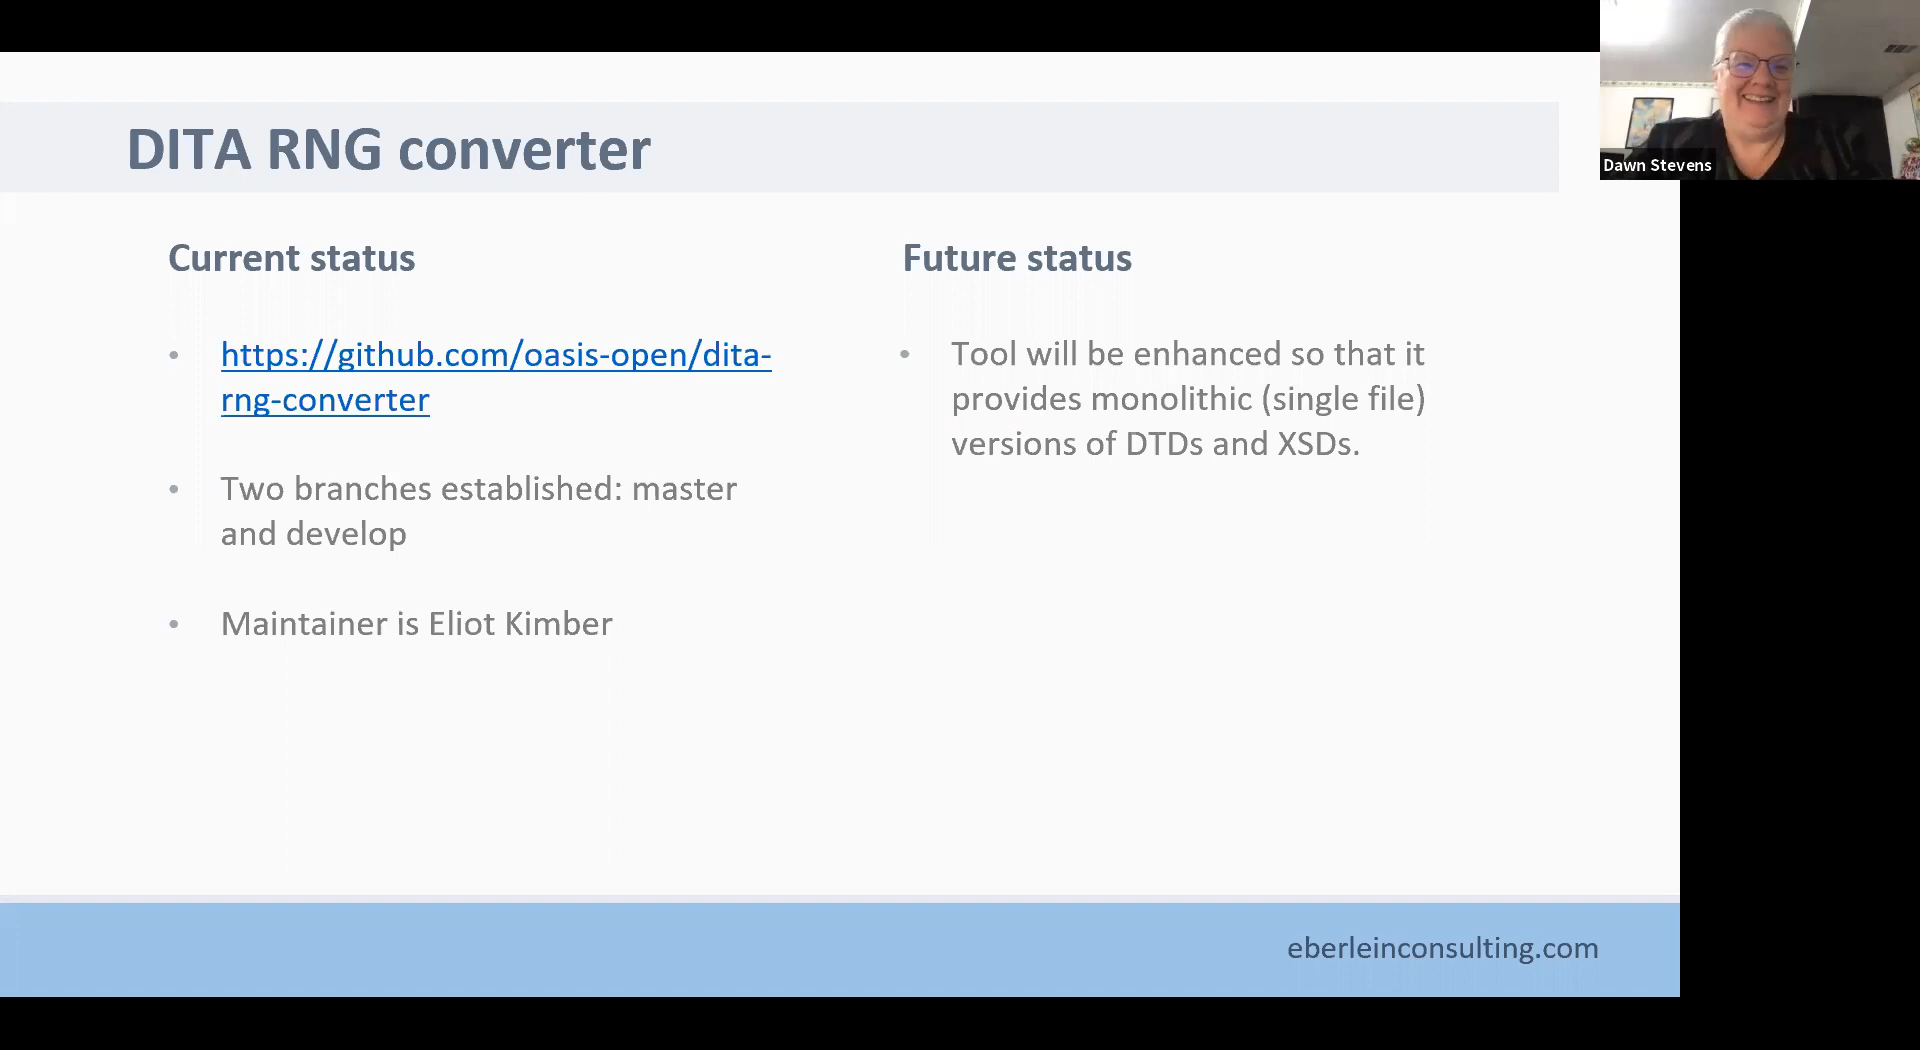 DITA RNG converter
Dawn Stevens
Current status
• https://github.com/oasis-open/dita-
rng-converter
• Two branches established: master
and develop
• Maintainer is Eliot Kimber
Future status
• Tool will be enhanced so that it
provides monolithic (single file)
versions of DTDs and XSDs.
eberleinconsulting.com